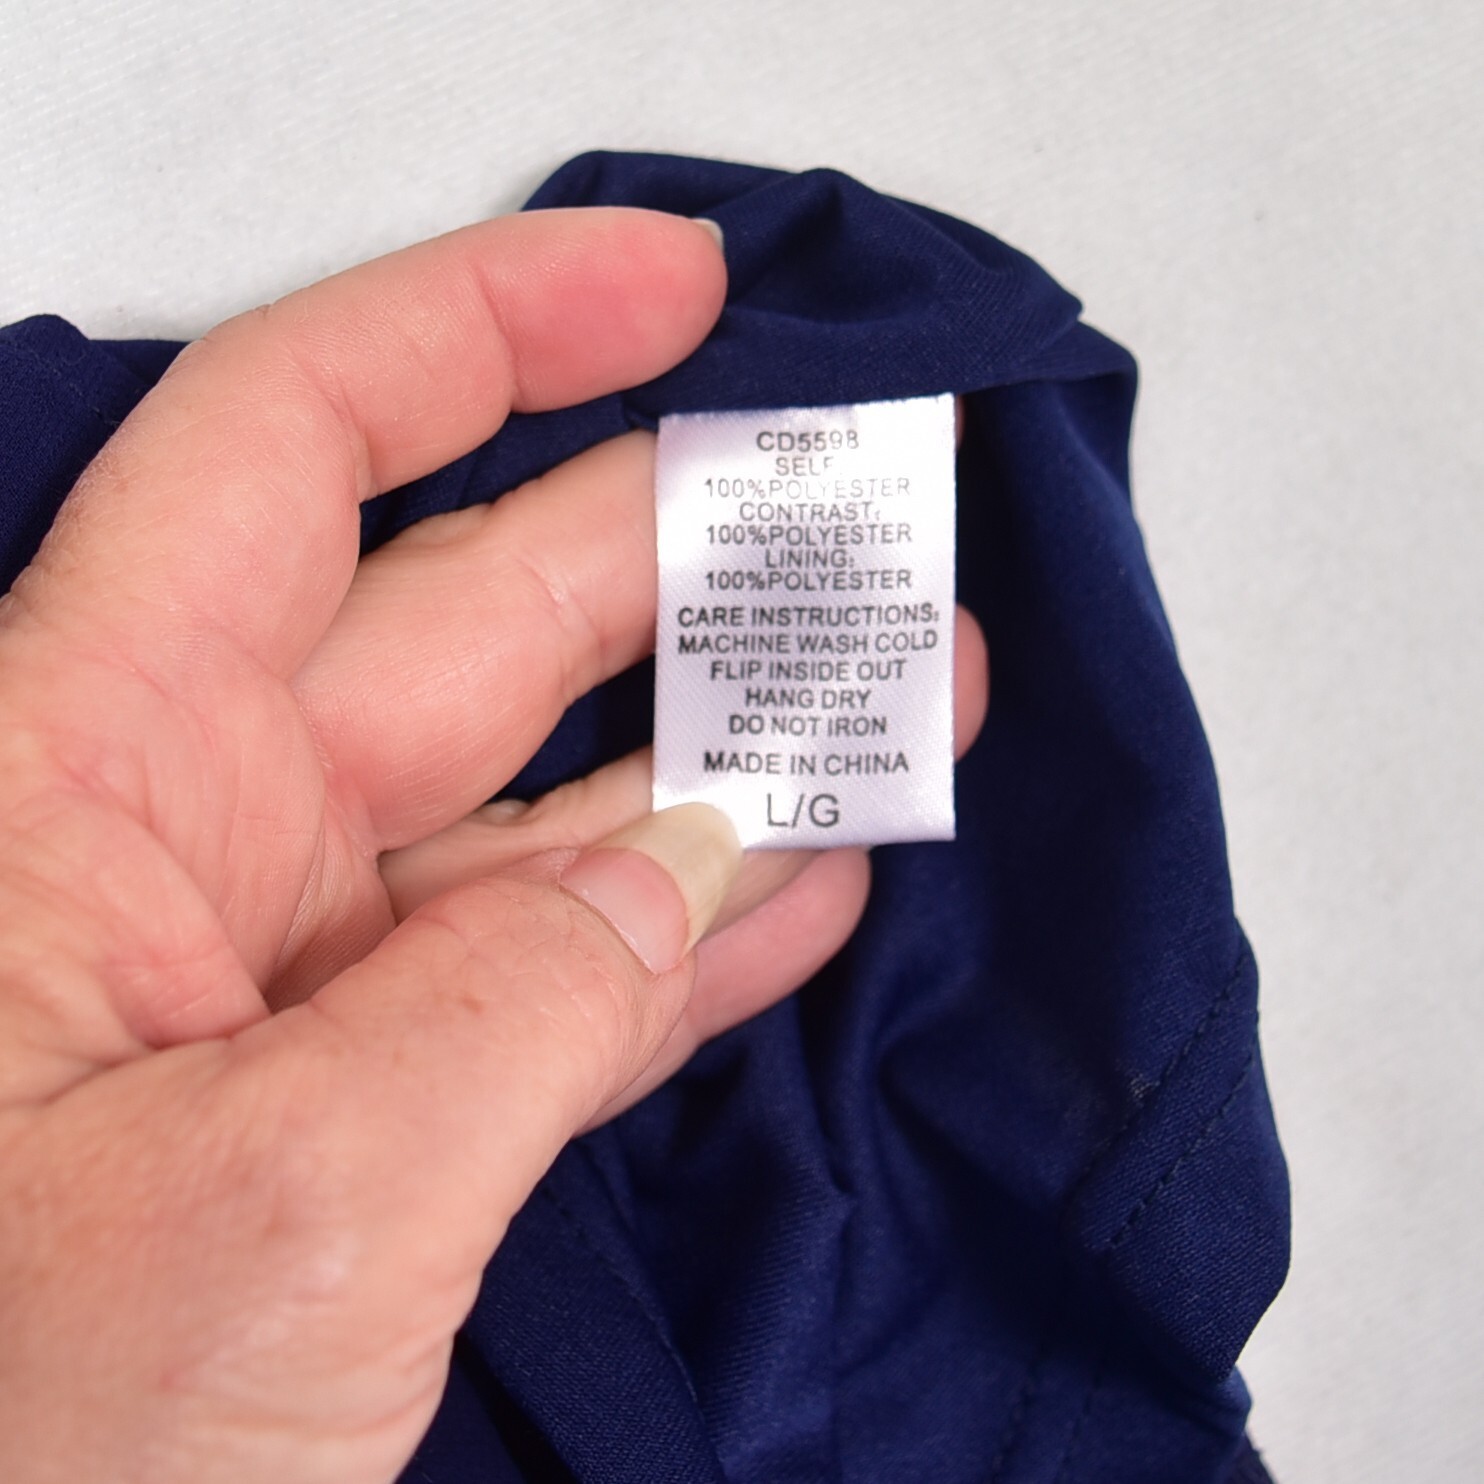 CD5598
SELF:
100%POLYESTER
CONTRAST:
100%POLYESTER
LINING:
100%POLYESTER
CARE INSTRUCTIONS:
MACHINE WASH COLD
FLIP INSIDE OUT
HANG DRY
DO NOT IRON
MADE IN CHINA
L/G